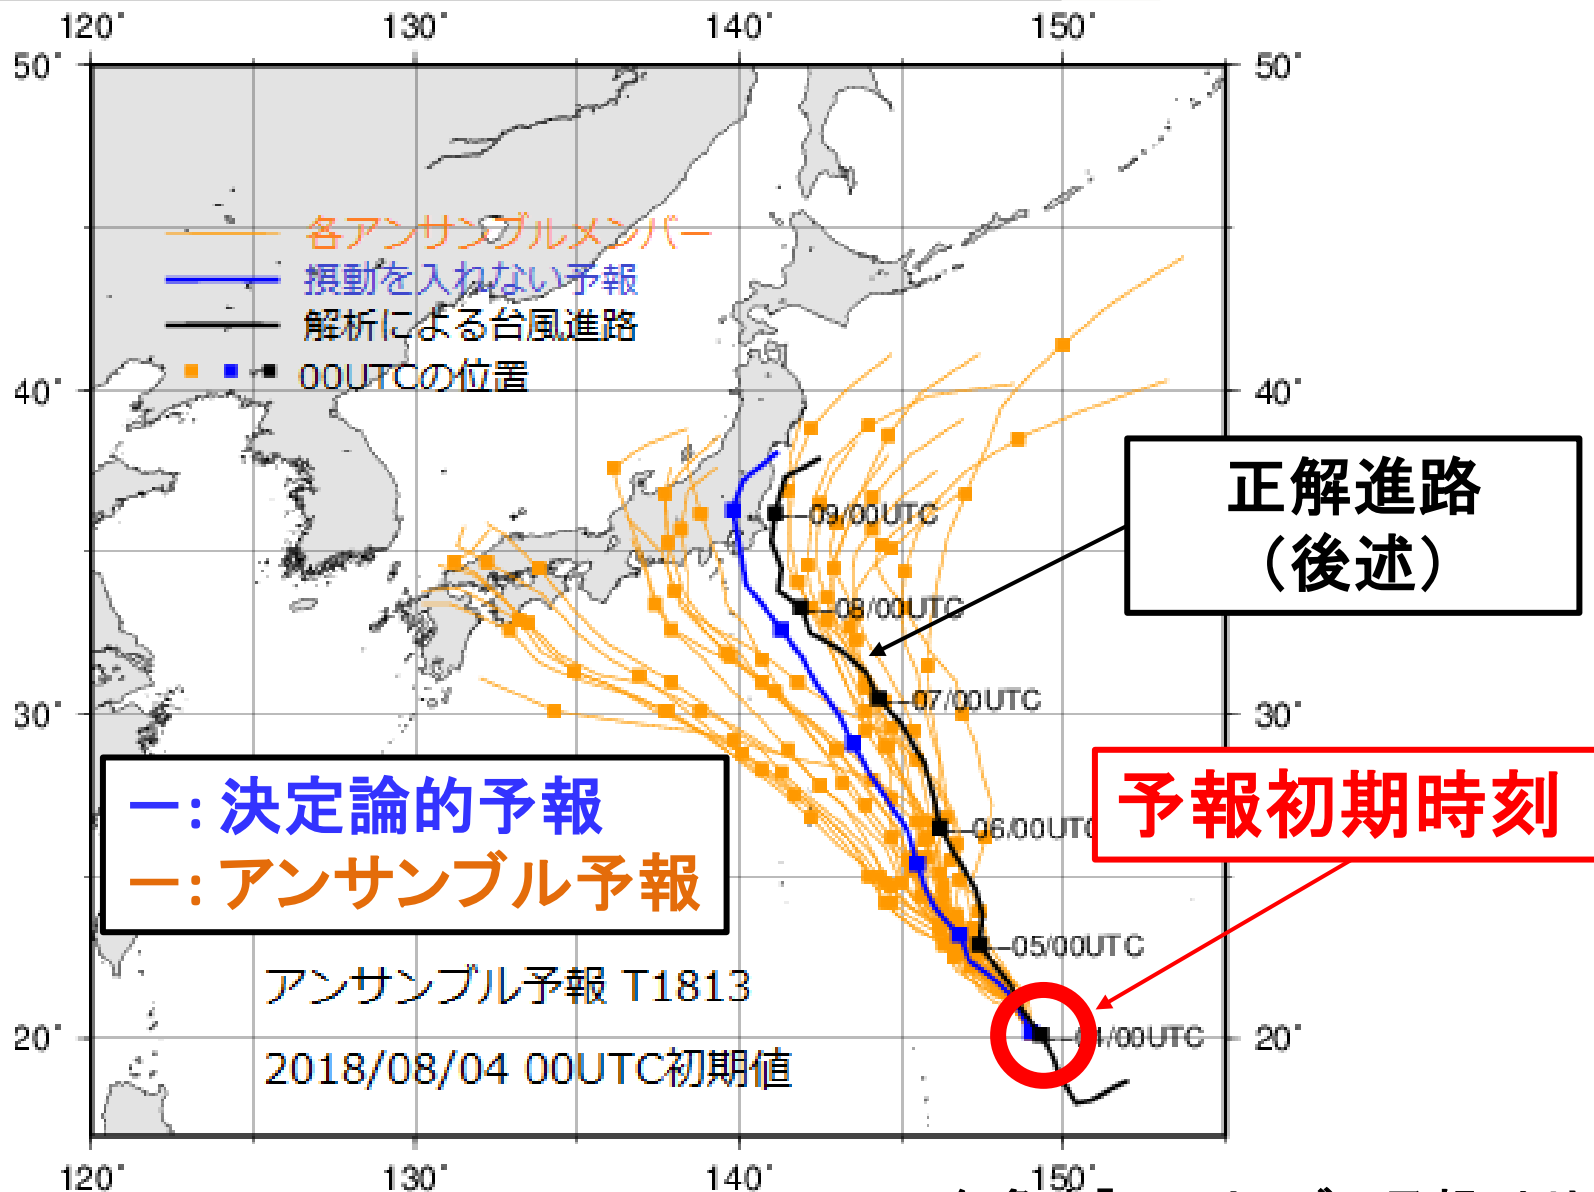 120° 130° 140° 150°
50° 50°
各アンサンブルメンバー
摂動を入れない予報
解析による台風進路
00UTCの位置
40° 40°
正解進路
（後述）
09/00UTC
08/00UTC
07/00UTC
30° 30°
予報初期時刻
ー：決定論的予報
06/00UTC
ー：アンサンブル予報
05/00UTC
アンサンブル予報 T1813
04/00UTC
20° 20°
2018/08/04 00UTC初期値
120° 130° 140° 150°